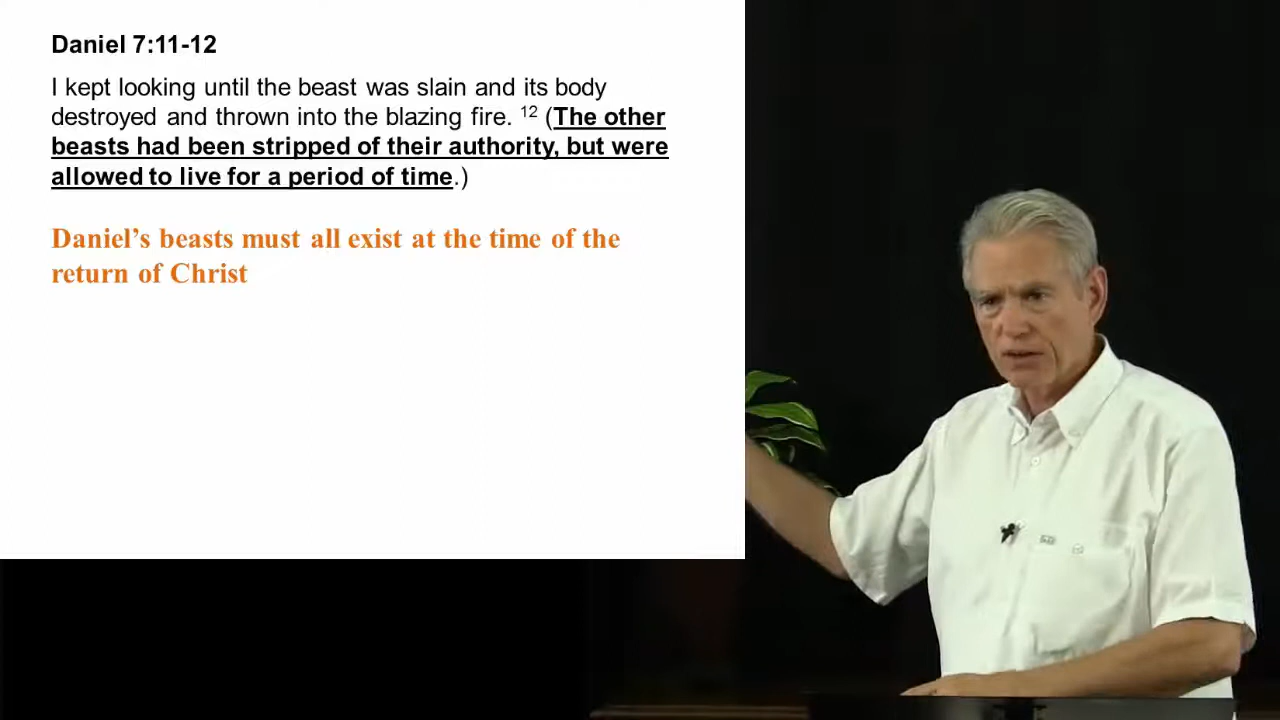 Daniel 7:11-12
I kept looking until the beast was slain and its body
destroyed and thrown into the blazing fire. 12 (The other
beasts had been stripped of their authority, but were
allowed to live for a period of time.)
Daniel’s beasts must all exist at the time of the
return of Christ